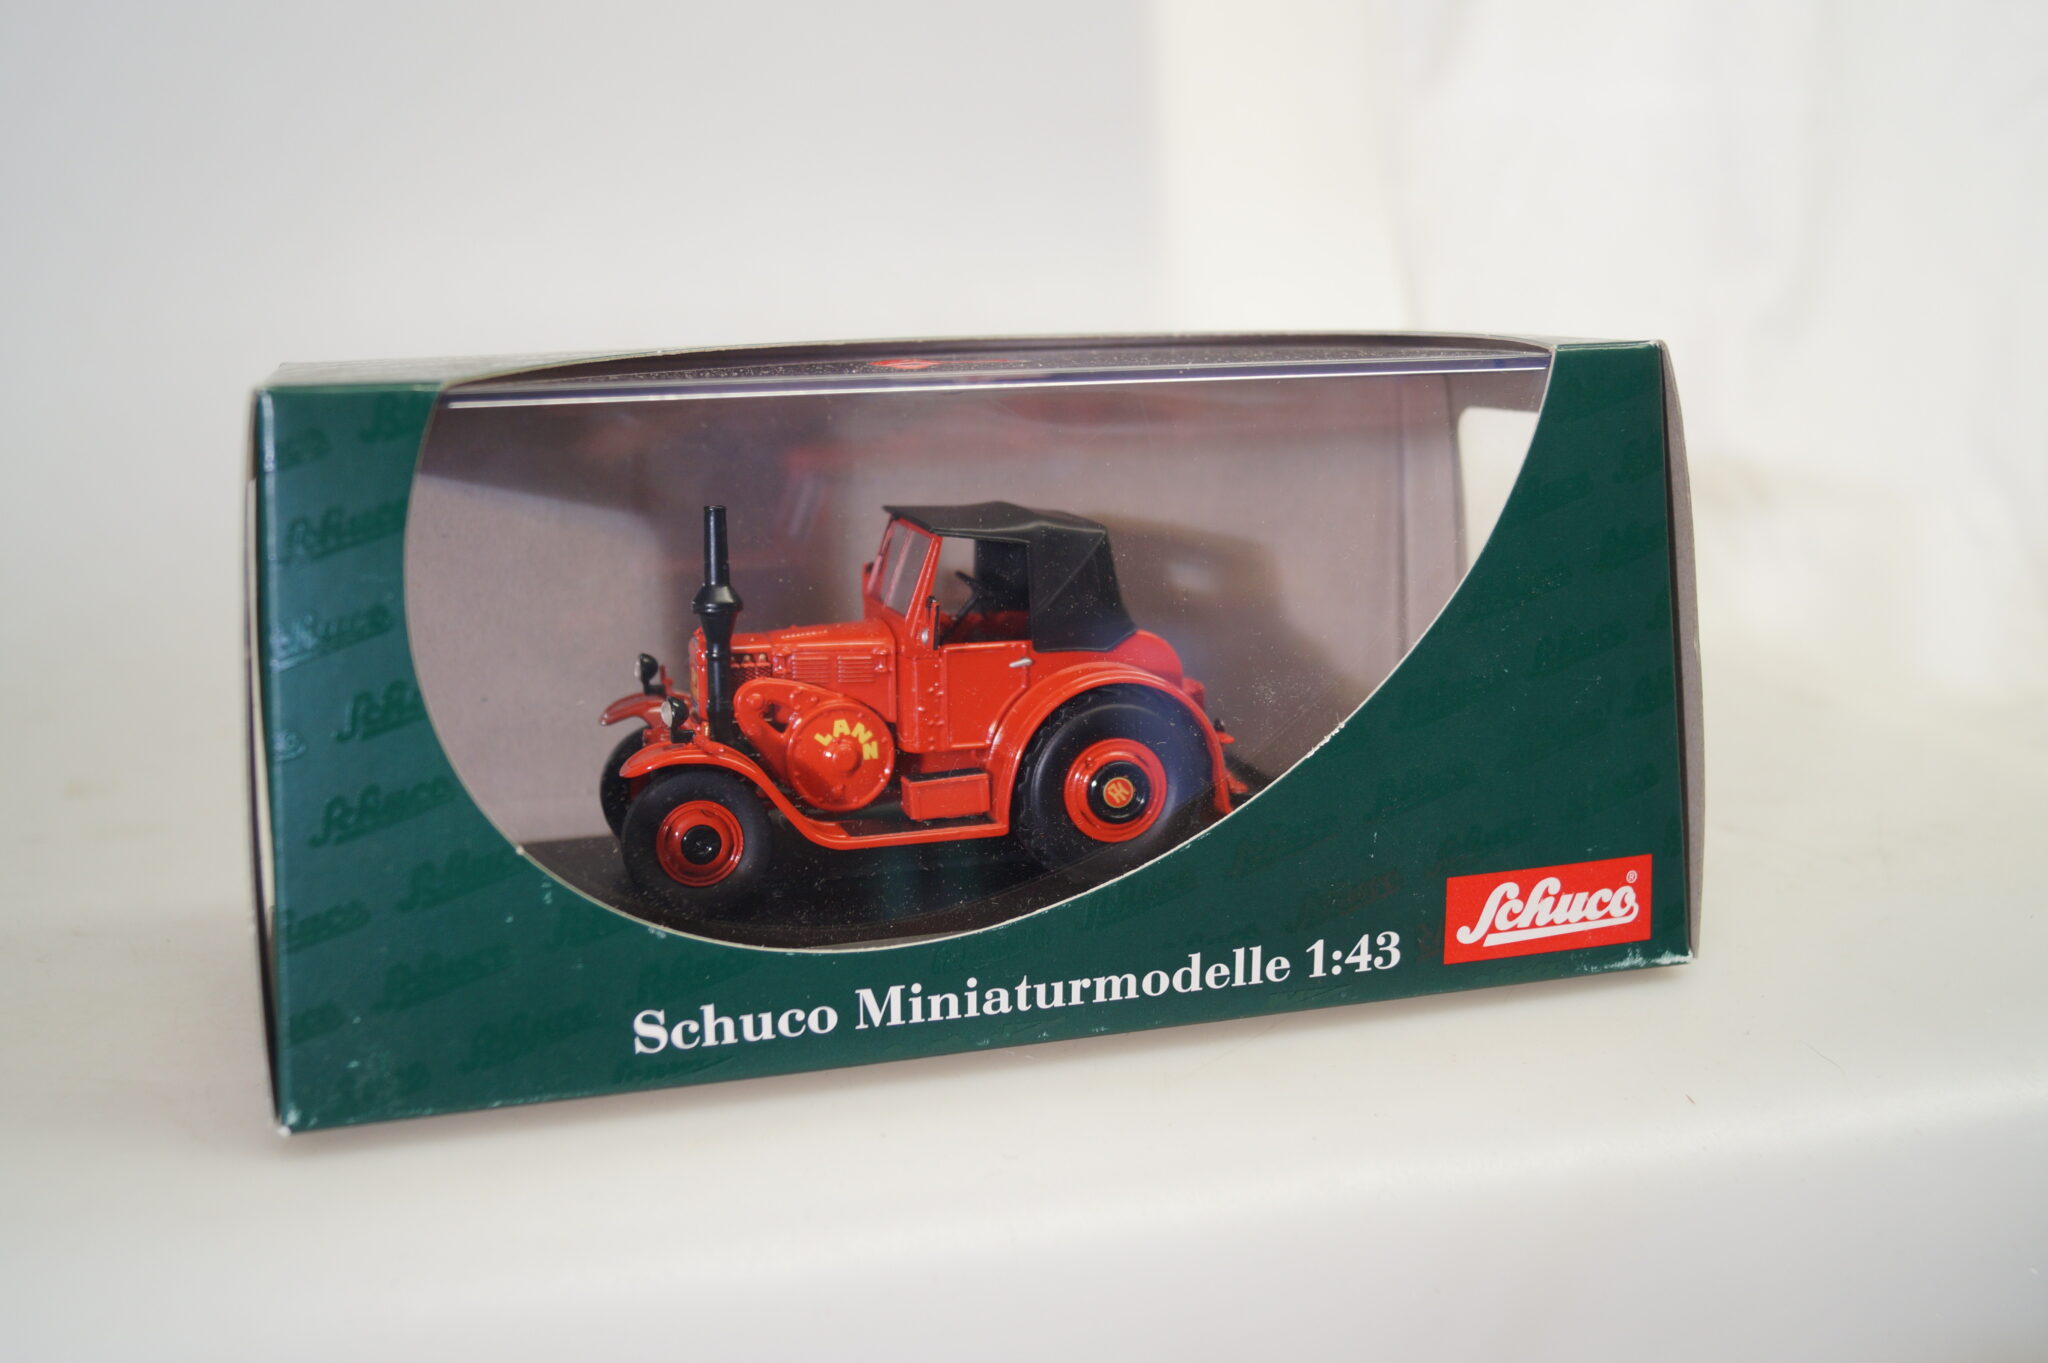 LANZ
Schuco®
Schuco Miniaturmodelle 1:43